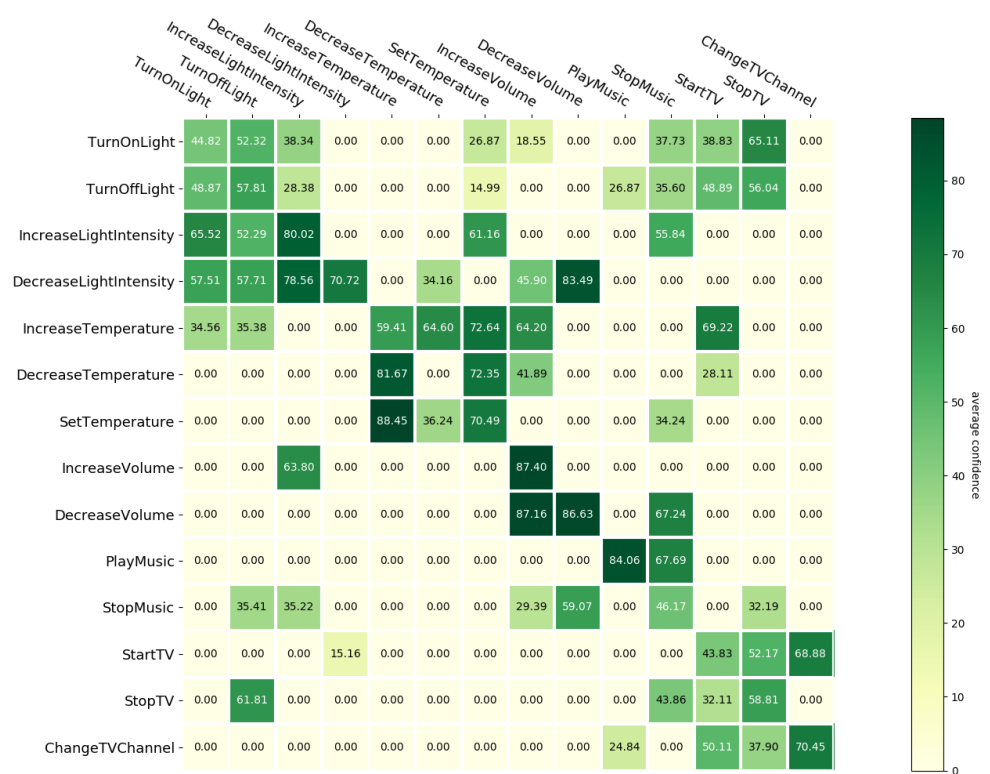 TurnOnLight
TurnOffLight
IncreaseLightIntensity
DecreaseLightIntensity
IncreaseTemperature
DecreaseTemperature
SetTemperature
IncreaseVolume
DecreaseVolume
PlayMusic
StopMusic
StartTV
StopTV
ChangeTVChannel
TurnOnLight 44.82 52.32 38.34 0.00 0.00 0.00 26.87 18.55 0.00 0.00 37.73 38.83 65.11 0.00
TurnOffLight 48.87 57.81 28.38 0.00 0.00 0.00 14.99 0.00 0.00 26.87 35.60 48.89 56.04 0.00
IncreaseLightIntensity 65.52 52.29 80.02 0.00 0.00 0.00 61.16 0.00 0.00 0.00 55.84 0.00 0.00 0.00
DecreaseLightIntensity 57.51 57.71 78.56 70.72 0.00 34.16 0.00 45.90 83.49 0.00 0.00 0.00 0.00 0.00
IncreaseTemperature 34.56 35.38 0.00 0.00 59.41 64.60 72.64 64.20 0.00 0.00 0.00 69.22 0.00 0.00
DecreaseTemperature 0.00 0.00 0.00 0.00 81.67 0.00 72.35 41.89 0.00 0.00 0.00 28.11 0.00 0.00
SetTemperature 0.00 0.00 0.00 0.00 88.45 36.24 70.49 0.00 0.00 0.00 34.24 0.00 0.00 0.00
IncreaseVolume 0.00 0.00 63.80 0.00 0.00 0.00 0.00 87.40 0.00 0.00 0.00 0.00 0.00 0.00
DecreaseVolume 0.00 0.00 0.00 0.00 0.00 0.00 0.00 87.16 86.63 0.00 67.24 0.00 0.00 0.00
PlayMusic 0.00 0.00 0.00 0.00 0.00 0.00 0.00 0.00 0.00 84.06 67.69 0.00 0.00 0.00
StopMusic 0.00 35.41 35.22 0.00 0.00 0.00 0.00 29.39 59.07 0.00 46.17 0.00 32.19 0.00
StartTV 0.00 0.00 0.00 15.16 0.00 0.00 0.00 0.00 0.00 0.00 0.00 43.83 52.17 68.88
StopTV 0.00 61.81 0.00 0.00 0.00 0.00 0.00 0.00 0.00 0.00 43.86 32.11 58.81 0.00
ChangeTVChannel 0.00 0.00 0.00 0.00 0.00 0.00 0.00 0.00 0.00 24.84 0.00 50.11 37.90 70.45
80
70
60
50
40
30
20
10
0
average confidence